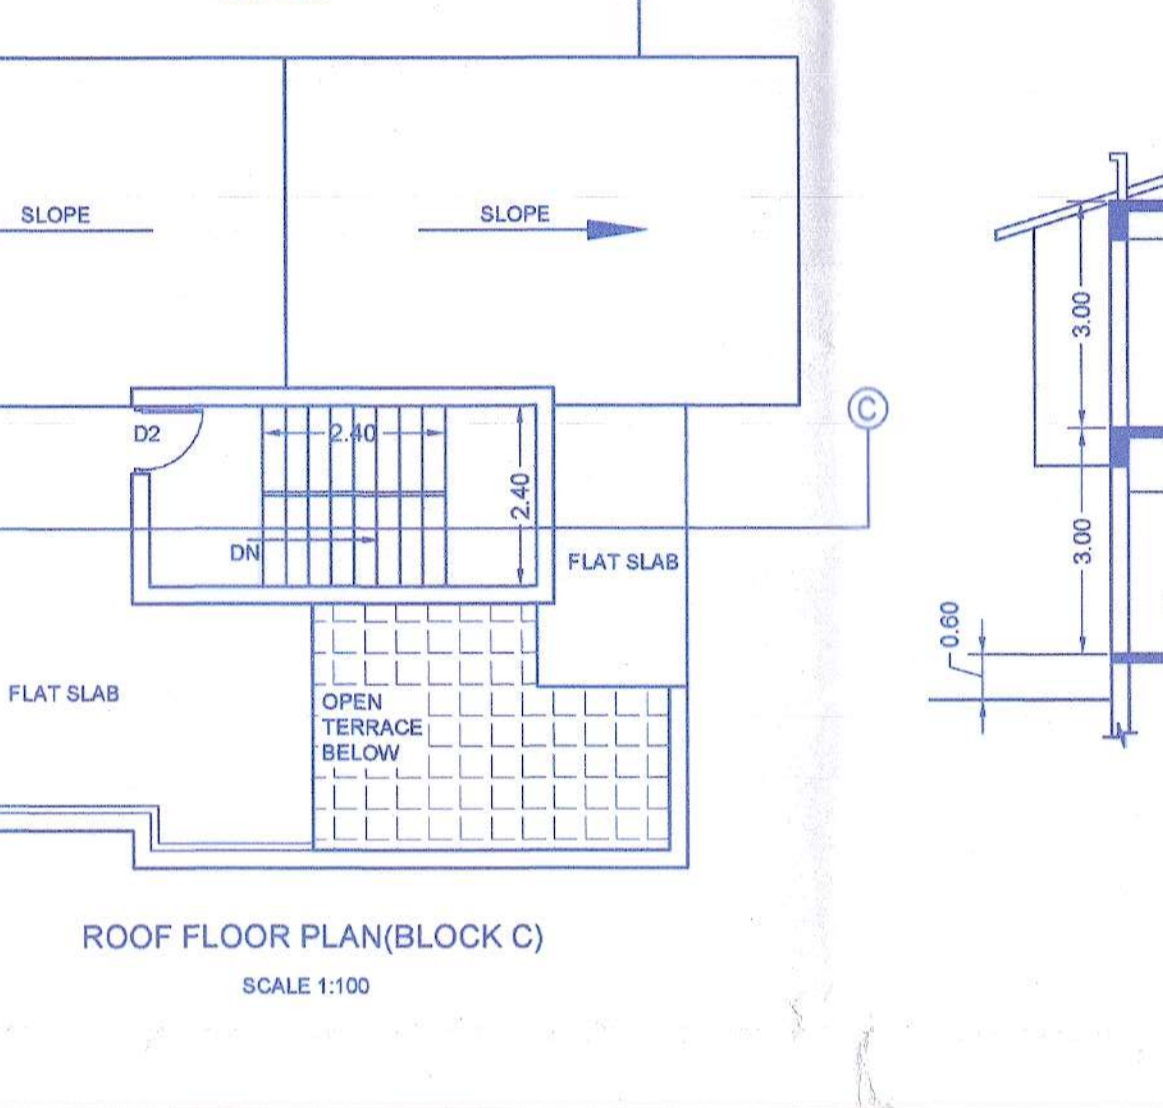 SLOPE
SLOPE
C
D2
2.40
2.40
DN
FLAT SLAB
FLAT SLAB
OPEN
TERRACE
BELOW
3.00
3.00
0.60
ROOF FLOOR PLAN(BLOCK C)
SCALE 1:100